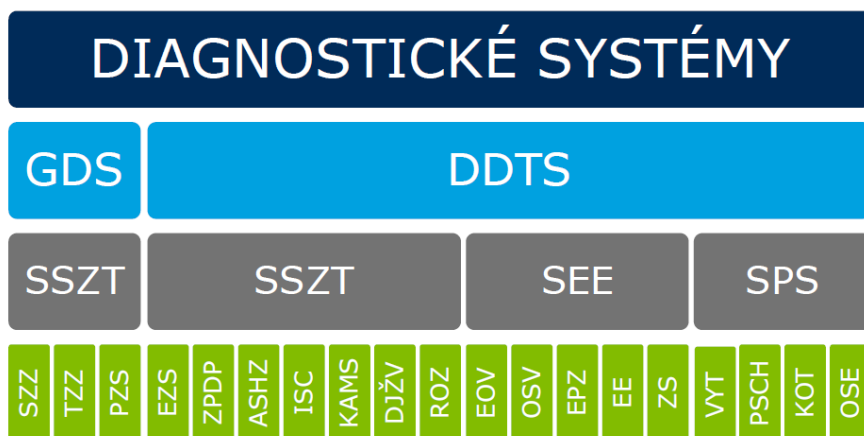 DIAGNOSTICKÉ SYSTÉMY
GDS
DDTS
SSZT
SSZT
SEE
SPS
SZZ
TZZ
PZS
EZS
ZPDP
ASHZ
ISC
KAMS
DJŽV
ROZ
EOV
OSV
EPZ
EE
ZS
VYT
PSCH
KOT
OSE